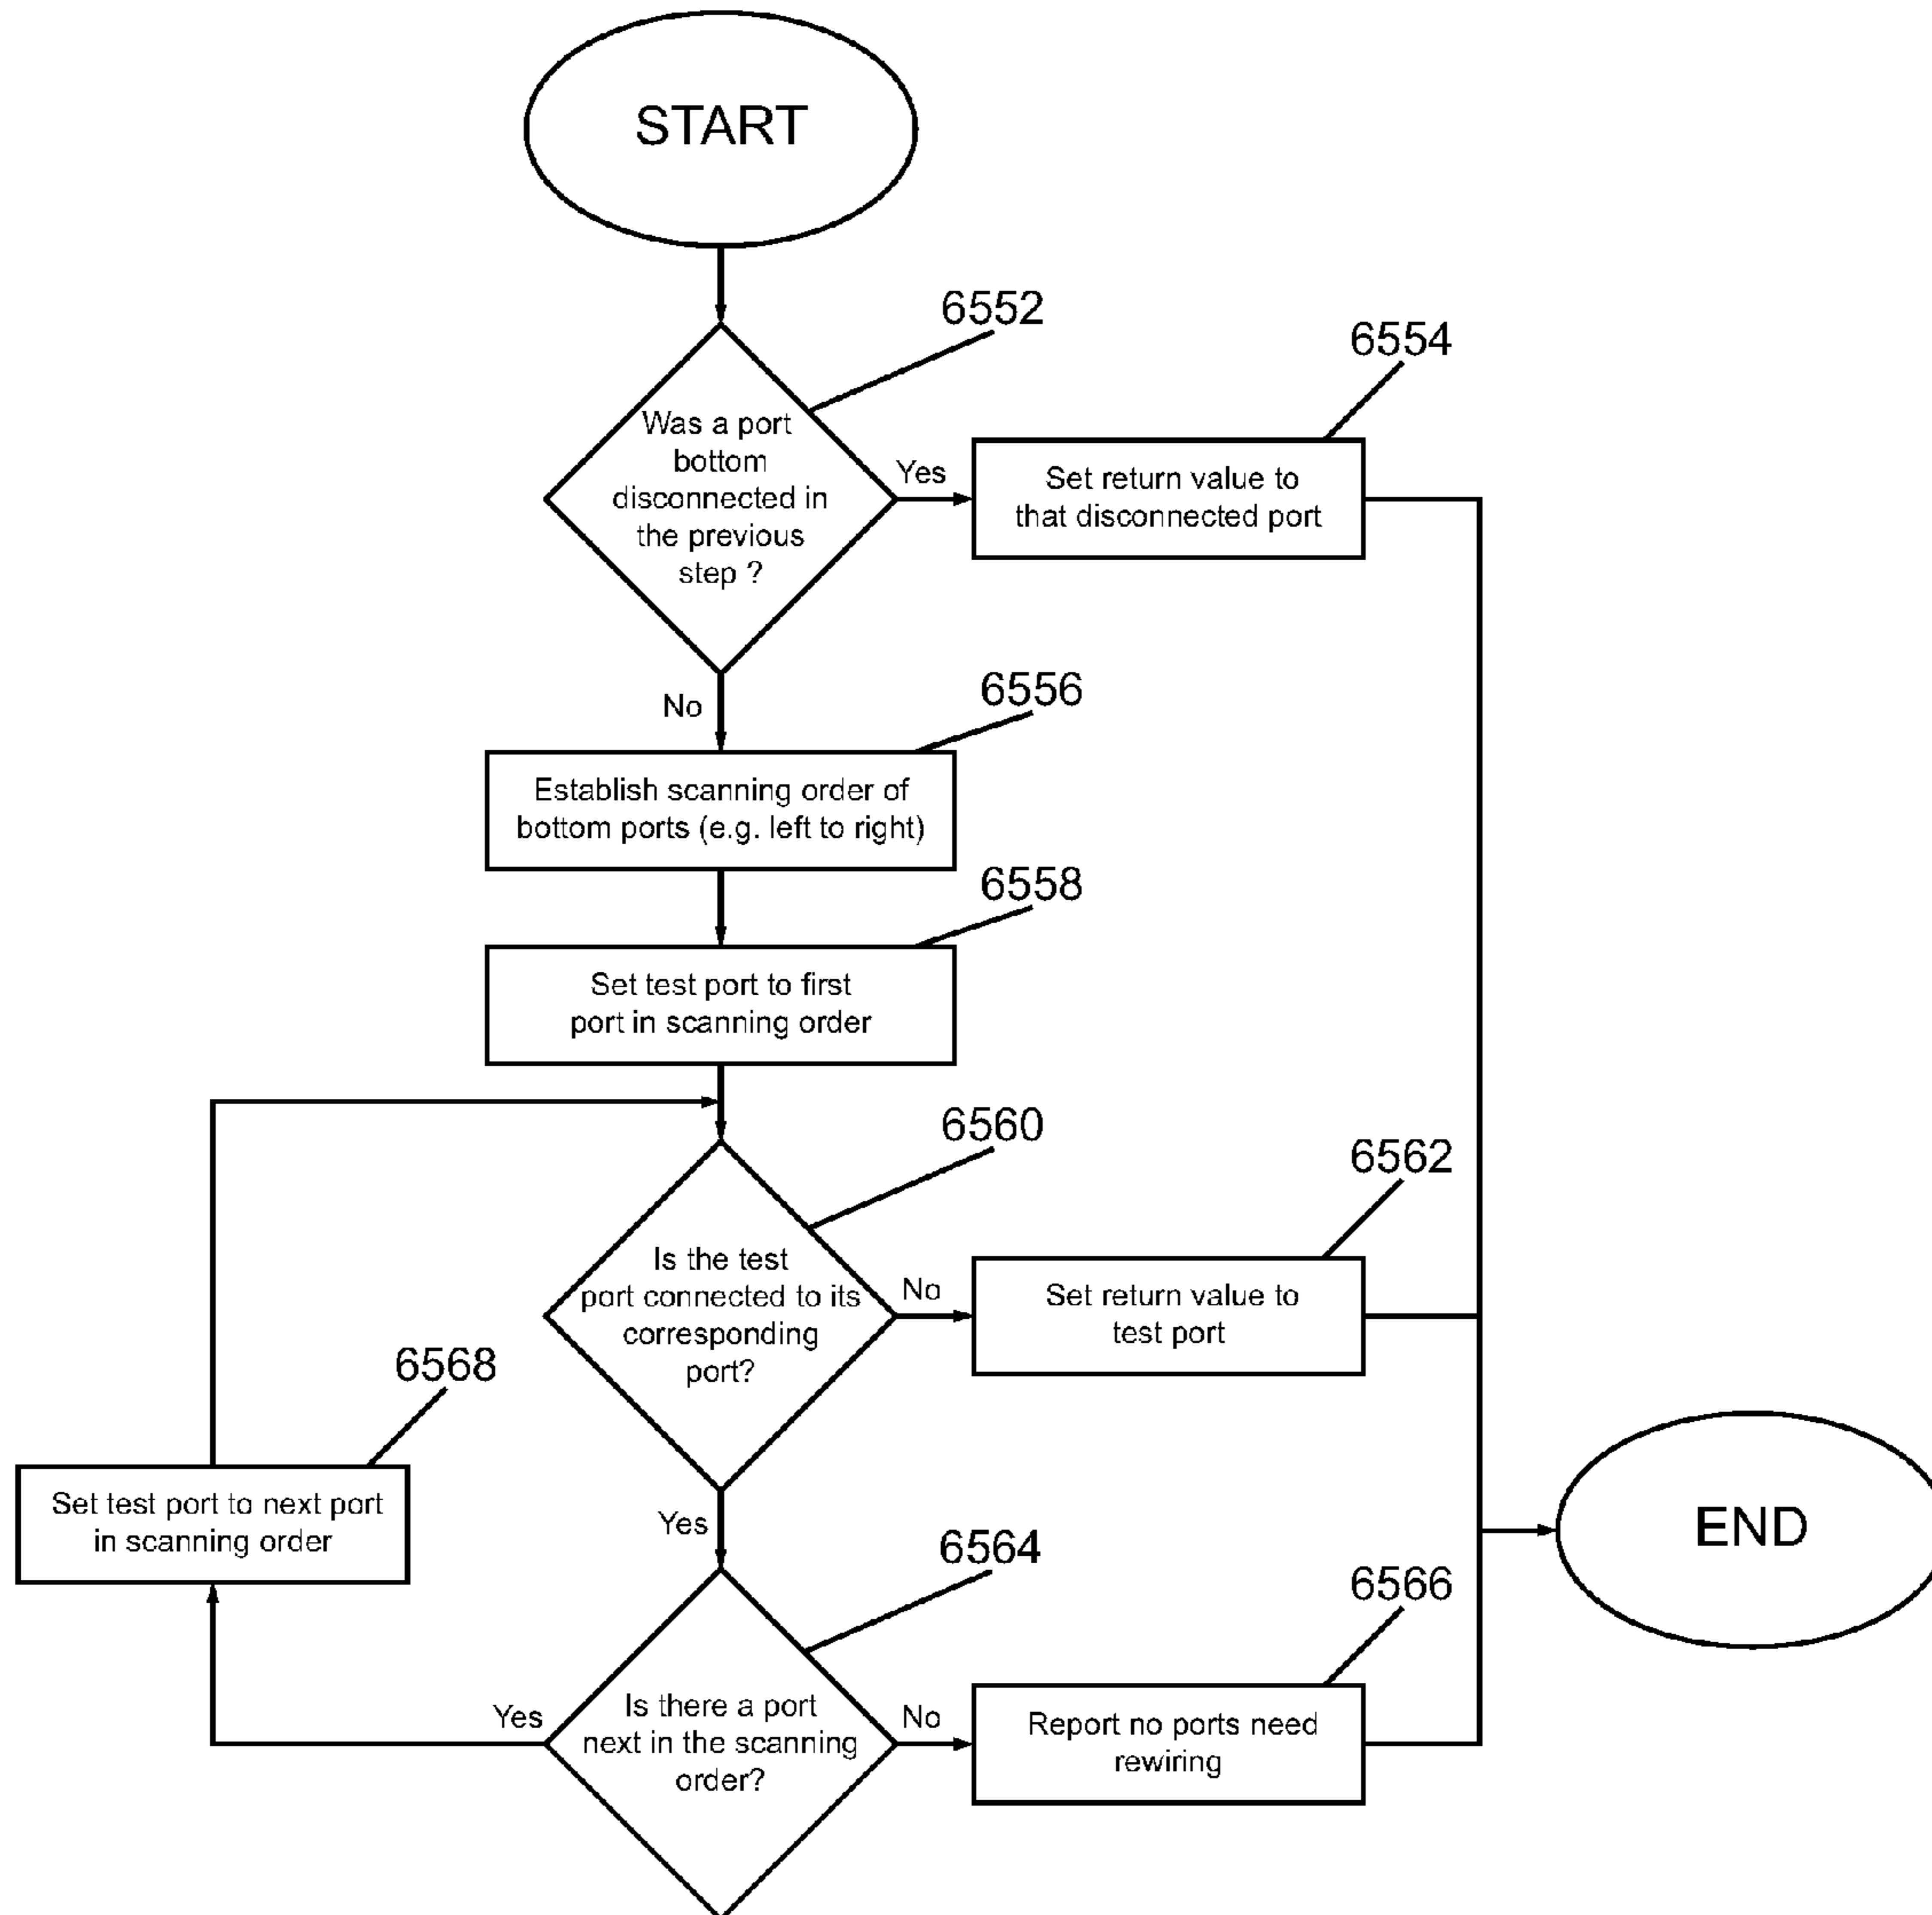 START
6552
6554
Was a port
bottom
disconnected in
the previous
step ?
Yes
Set return value to
that disconnected port
No
6556
Establish scanning order of
bottom ports (e.g. left to right)
6558
Set test port to first
port in scanning order
6560
6562
Is the test
port connected to its
corresponding
port?
No
Set return value to
test port
6568
Set test port to next port
in scanning order
Yes
6564
6566
END
Is there a port
next in the scanning
order?
Yes
No
Report no ports need
rewiring